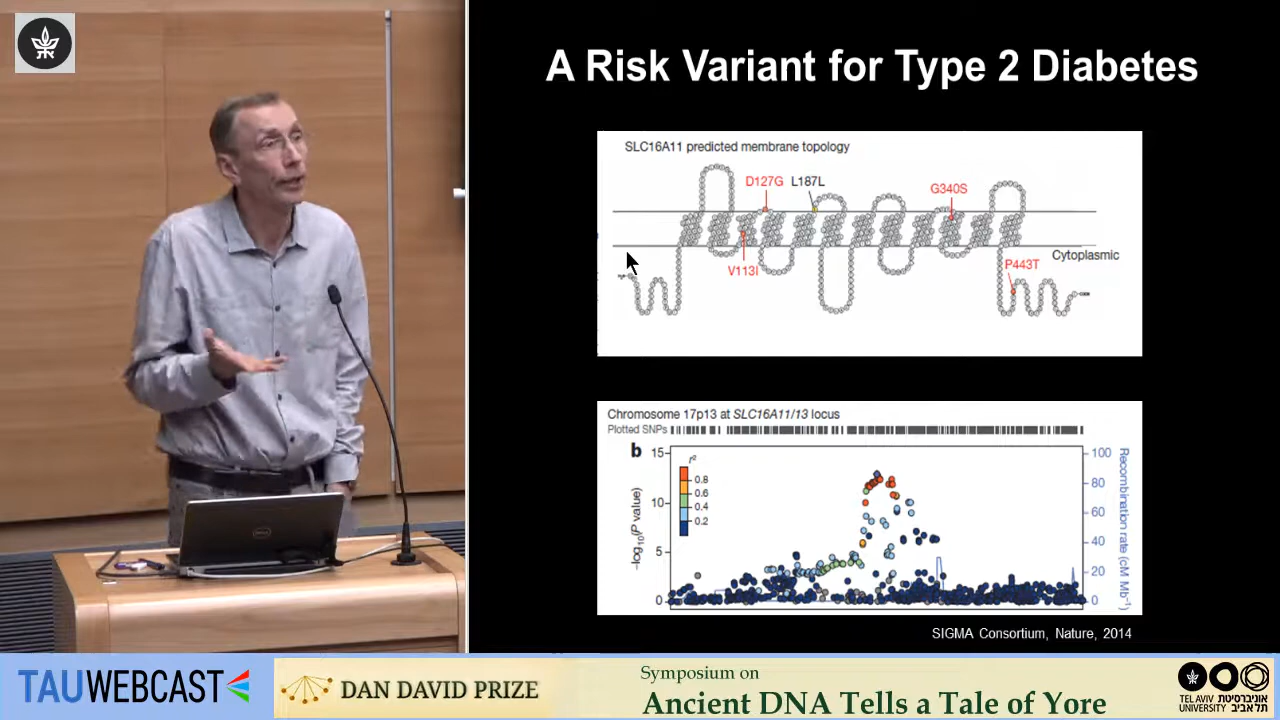 A Risk Variant for Type 2 Diabetes
SLC16A11 predicted membrane topology
D127G
L187L
G340S
V113I
Cytoplasmic
P443T
Chromosome 17p13 at SLC16A11/13 locus
Plotted SNPs
b
15
10
5
0
−log10(P value)
r2
0.8
0.6
0.4
0.2
100
80
60
40
20
0
Recombination rate (cM Mb−1)
SIGMA Consortium, Nature, 2014
TAUWEBCAST
DAN DAVID PRIZE
Symposium on
Ancient DNA Tells a Tale of Yore
TEL AVIV אוניברסיטת
UNIVERSITY תל אביב
DELL